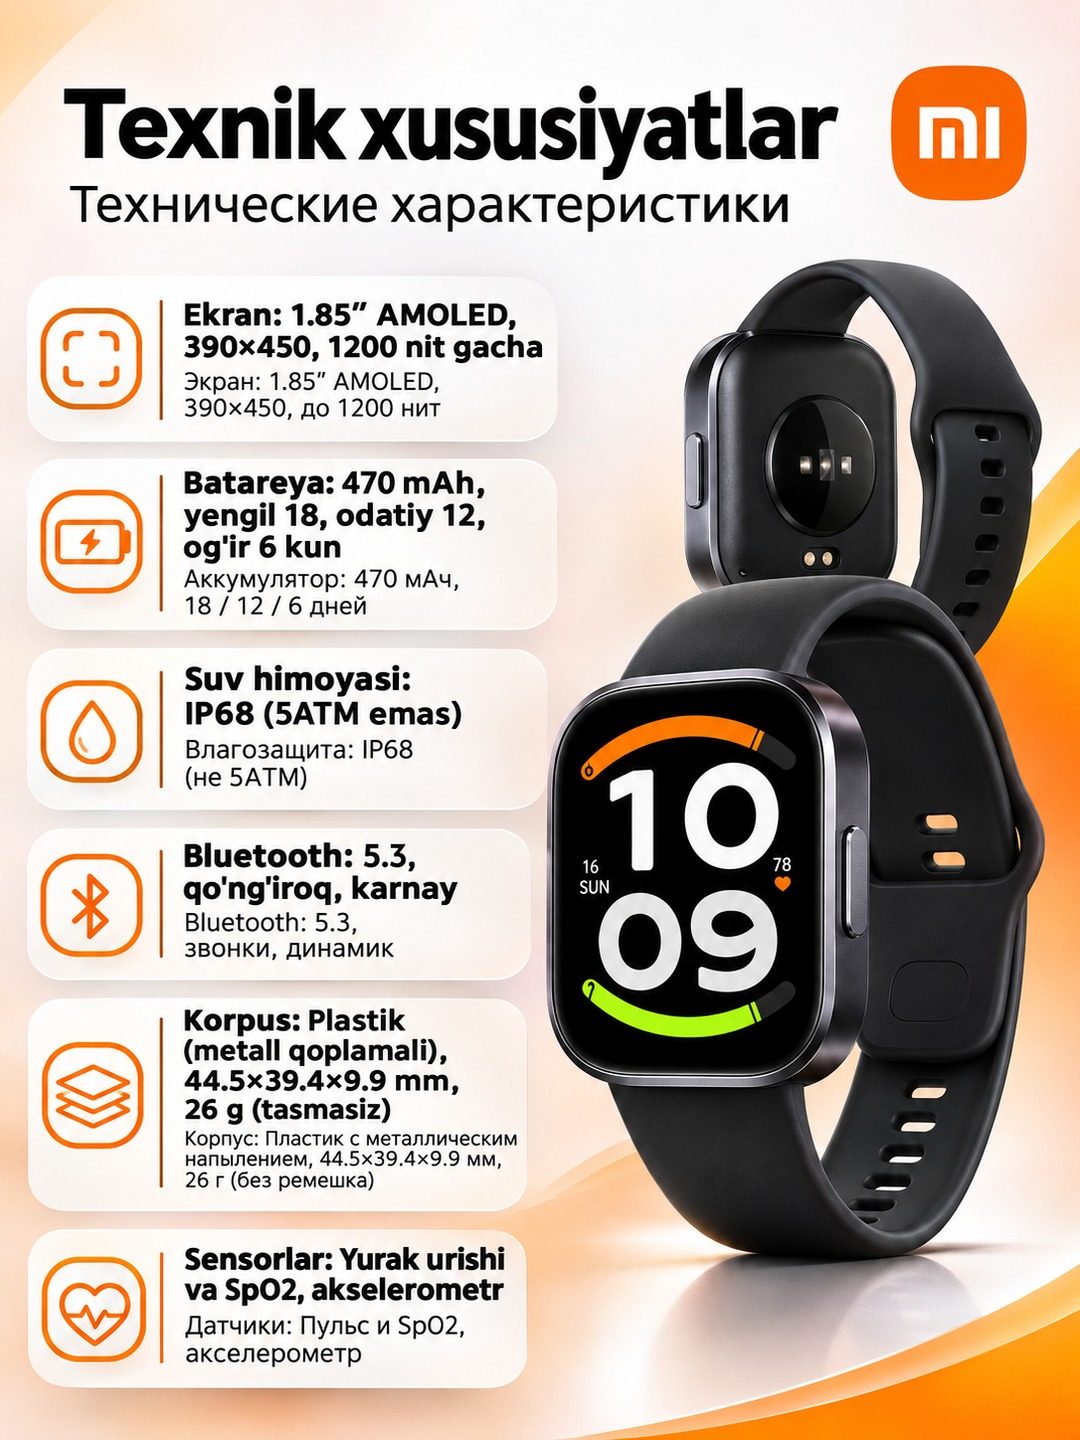 Texnik xususiyatlar
Технические характеристики
mi
Ekran: 1.85” AMOLED,
390×450, 1200 nit gacha
Экран: 1.85” AMOLED,
390×450, до 1200 нит
Batareya: 470 mAh,
yengil 18, odatiy 12,
og'ir 6 kun
Аккумулятор: 470 мАч,
18 / 12 / 6 дней
Suv himoyasi:
IP68 (5ATM emas)
Влагозащита: IP68
(не 5ATM)
Bluetooth: 5.3,
qo'ng'iroq, karnay
Bluetooth: 5.3,
звонки, динамик
Korpus: Plastik
(metall qoplamali),
44.5×39.4×9.9 mm,
26 g (tasmasiz)
Корпус: Пластик с металлическим
напылением, 44.5×39.4×9.9 мм,
26 г (без ремешка)
Sensorlar: Yurak urishi
va SpO2, akselerometr
Датчики: Пульс и SpO2,
акселерометр
10
16
SUN
78
09